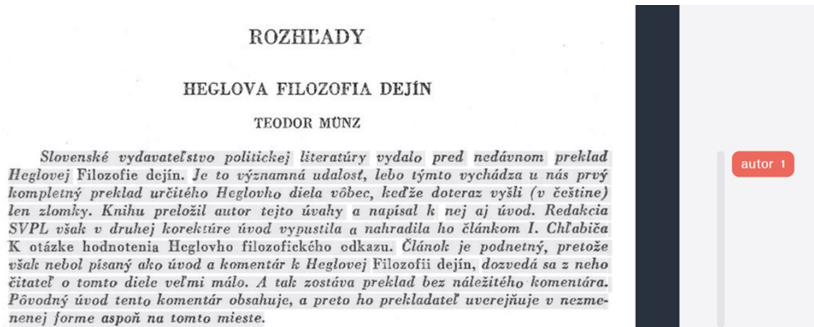 ROZHĽADY
HEGLOVA FILOZOFIA DEJÍN
TEODOR MÜNZ
Slovenské vydavateľstvo politickej literatúry vydalo pred nedávnom preklad
Heglovej Filozofie dejín. Je to významná udalosť, lebo týmto vychádza u nás prvý
kompletný preklad určitého Heglovho diela vôbec, keďže doteraz vyšli (v češtine)
len zlomky. Knihu preložil autor tejto úvahy a napísal k nej aj úvod. Redakcia
SVPL však v druhej korektúre úvod vypustila a nahradila ho článkom I. Chľabiča
K otázke hodnotenia Heglovho filozofického odkazu. Článok je podnetný, pretože
však nebol písaný ako úvod a komentár k Heglovej Filozofii dejín, dozvedá sa z neho
čitateľ o tomto diele veľmi málo. A tak zostáva preklad bez náležitého komentára.
Pôvodný úvod tento komentár obsahuje, a preto ho prekladateľ uverejňuje v nezme-
nenej forme aspoň na tomto mieste.
autor 1